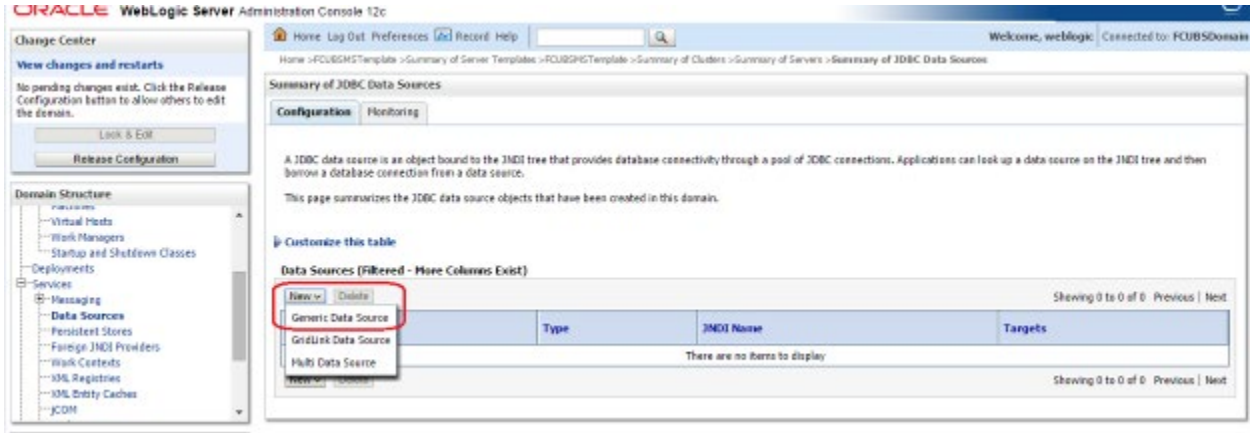 ORACLE WebLogic Server Administration Console 12c
Change Center
View changes and restarts
No pending changes exist. Click the Release
Configuration button to allow others to edit
the domain.
Lock & Edit
Release Configuration
Domain Structure
Machines
Virtual Hosts
Work Managers
Startup and Shutdown Classes
Deployments
Services
Messaging
Data Sources
Persistent Stores
Foreign JNDI Providers
Work Contexts
XML Registries
XML Entity Caches
jCOM
Home Log Out Preferences Record Help
Welcome, weblogic Connected to: FCUBSDomain
Home >FCUBSMSTemplate >Summary of Server Templates >FCUBSMSTemplate >Summary of Clusters >Summary of Servers >Summary of JDBC Data Sources
Summary of JDBC Data Sources
Configuration Monitoring
A JDBC data source is an object bound to the JNDI tree that provides database connectivity through a pool of JDBC connections. Applications can look up a data source on the JNDI tree and then
borrow a database connection from a data source.
This page summarizes the JDBC data source objects that have been created in this domain.
Customize this table
Data Sources (Filtered - More Columns Exist)
New Delete
Showing 0 to 0 of 0 Previous | Next
Generic Data Source
GridLink Data Source
Multi Data Source
Type JNDI Name Targets
There are no items to display
New Delete
Showing 0 to 0 of 0 Previous | Next